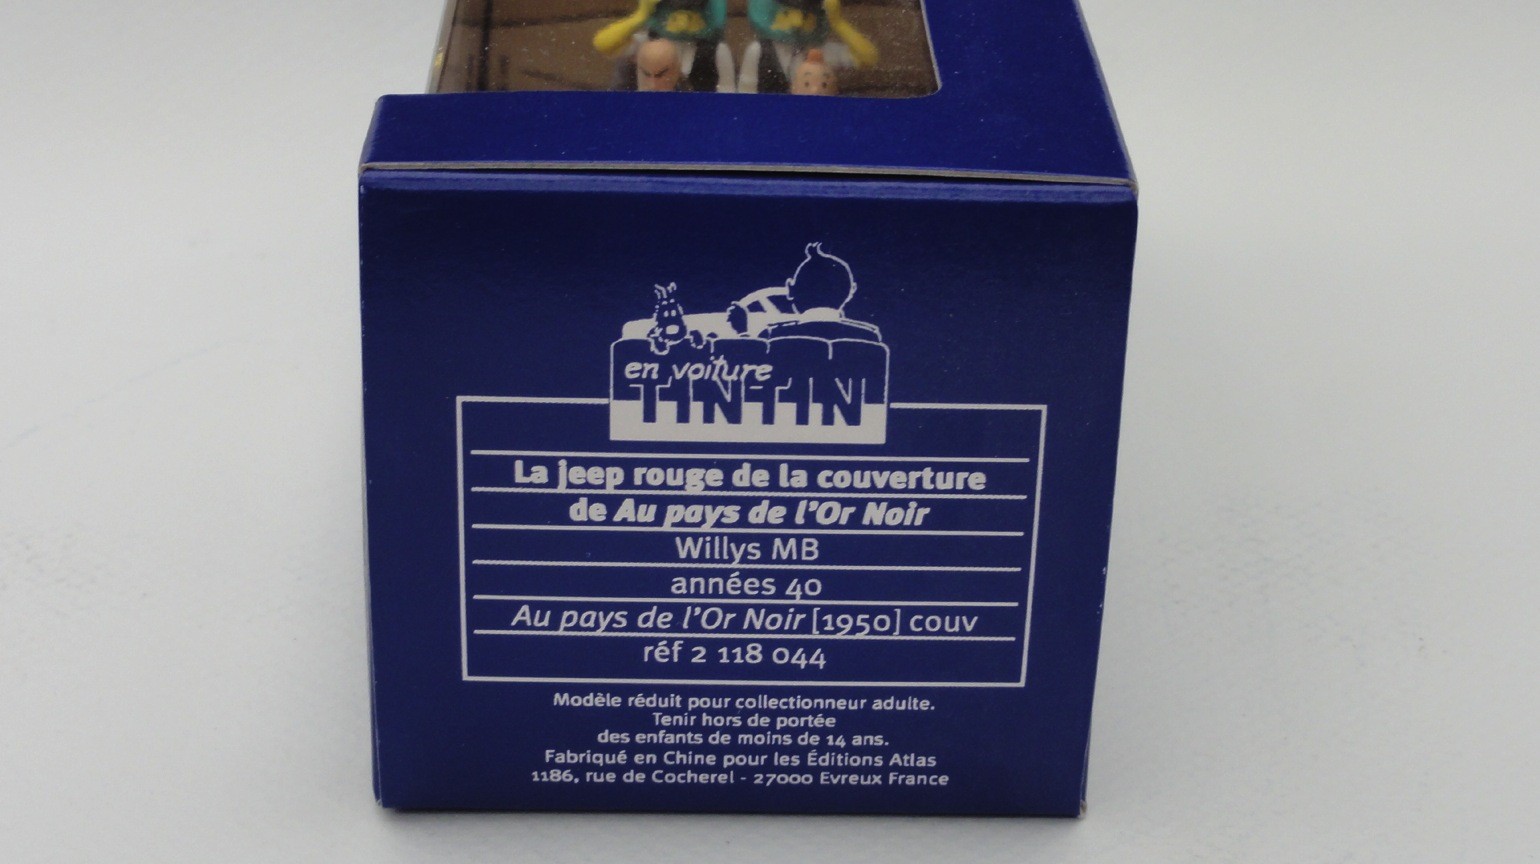 en voiture
TINTIN
La jeep rouge de la couverture
de Au pays de l'Or Noir
Willys MB
années 40
Au pays de l'Or Noir [1950] couv
réf 2 118 044
Modèle réduit pour collectionneur adulte.
Tenir hors de portée
des enfants de moins de 14 ans.
Fabriqué en Chine pour les Éditions Atlas
1186, rue de Cocherel - 27000 Evreux France